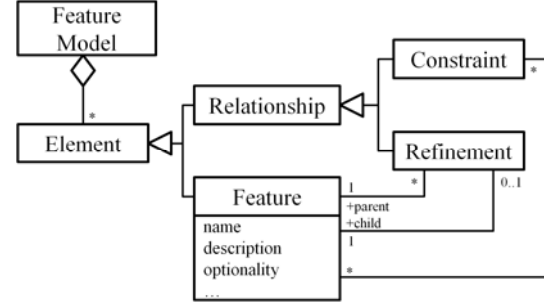 Feature
Model
Constraint
*
Relationship
*
Element
Refinement
Feature
1
*
0..1
+parent
name
+child
description
1
optionality
*
...